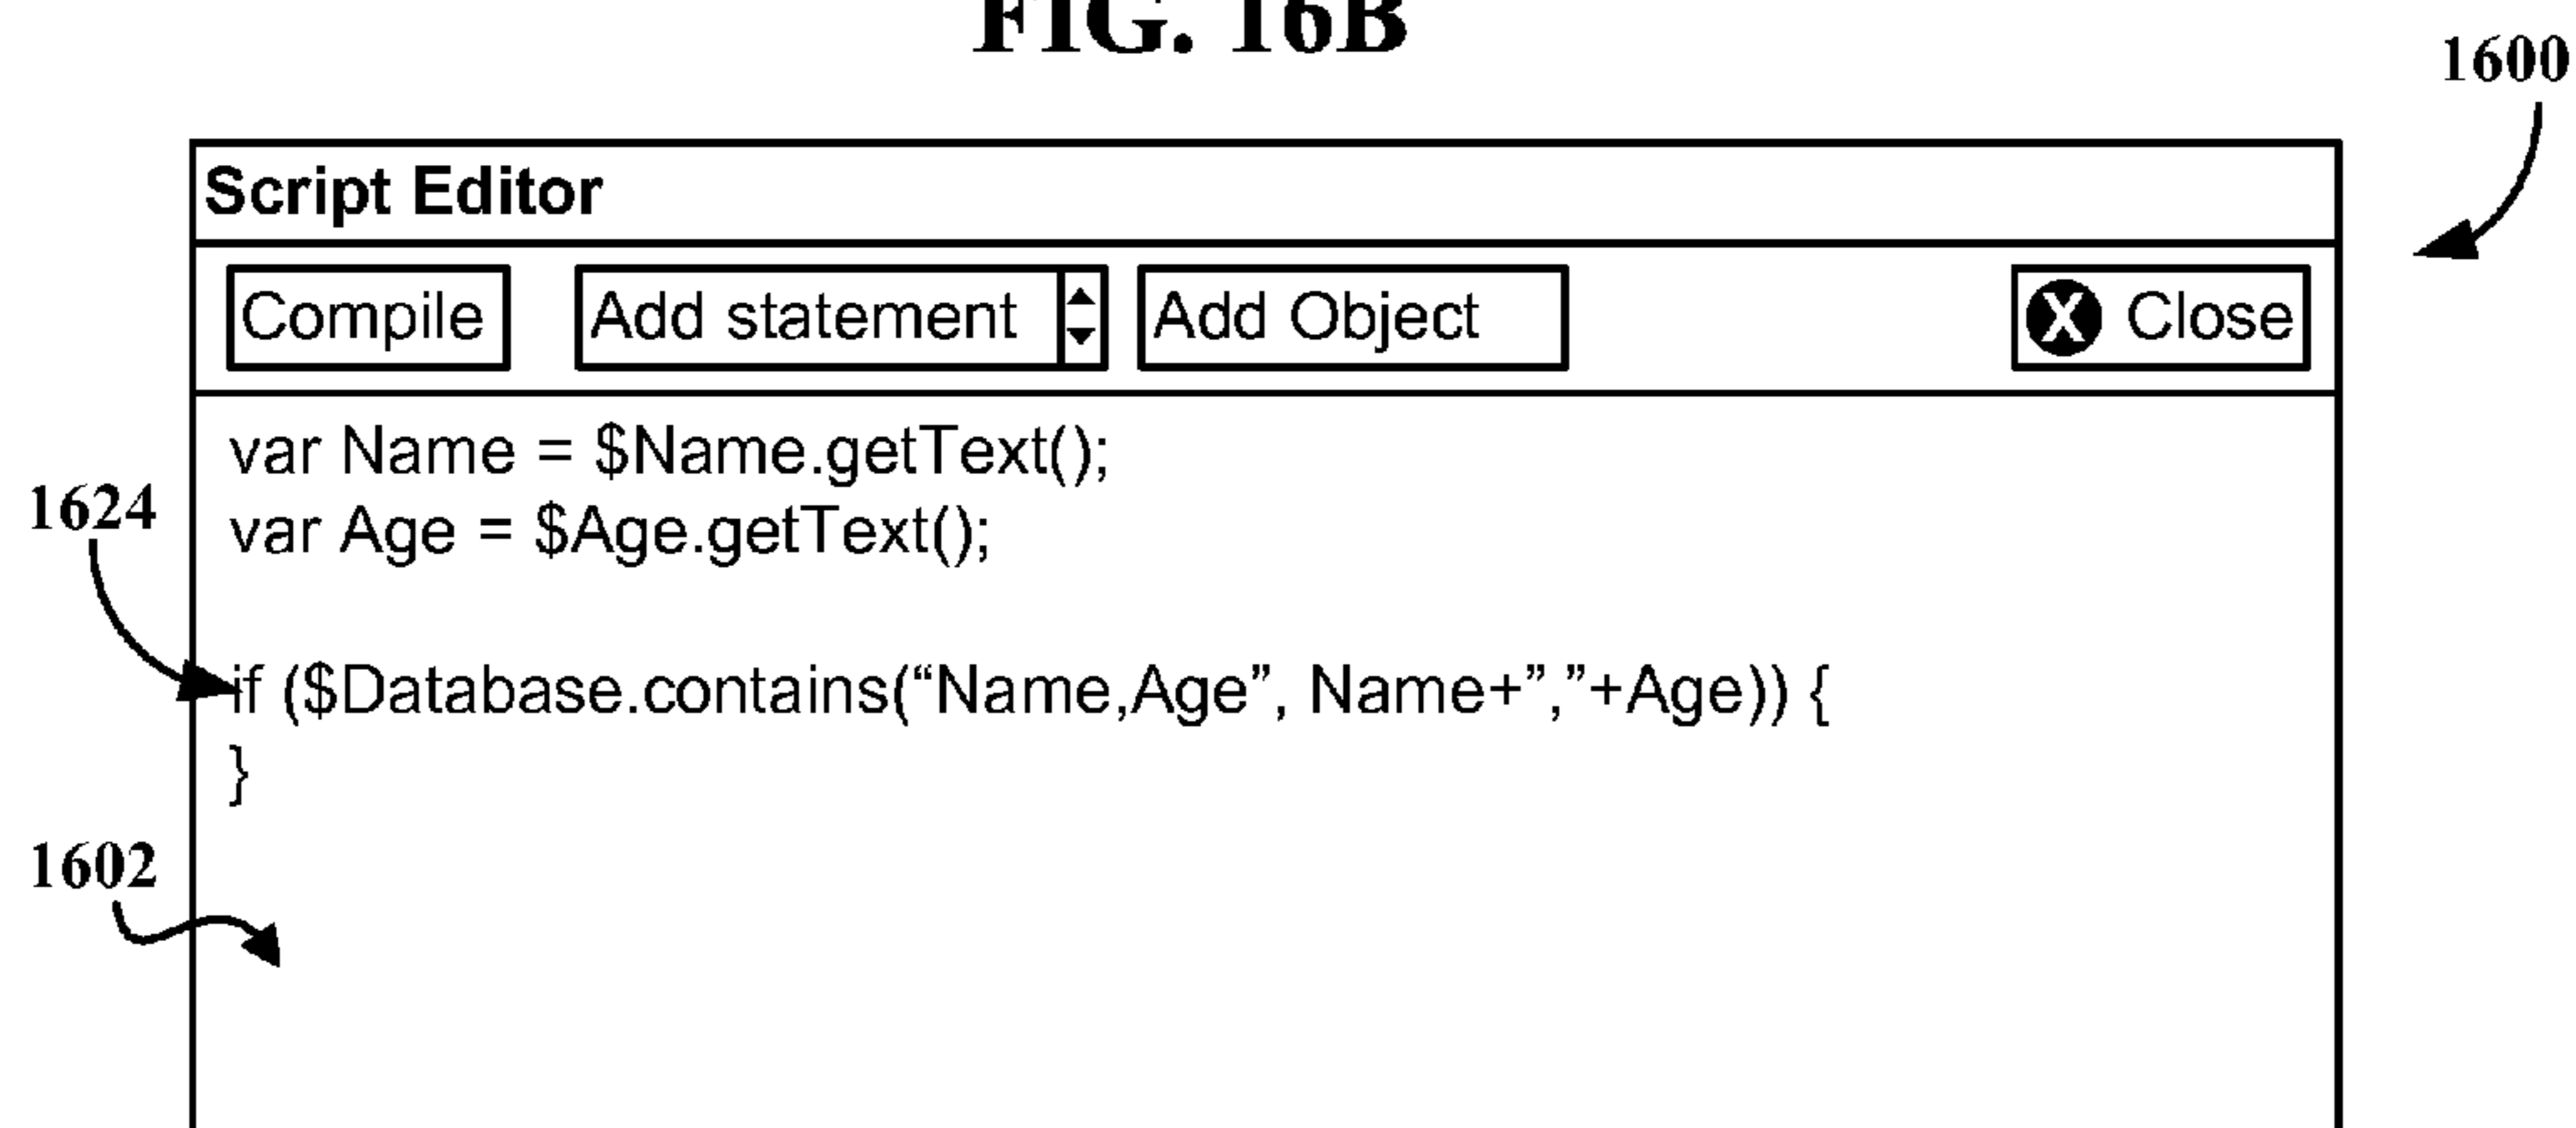 FIG. 16B
1600
Script Editor
Compile Add statement Add Object X Close
var Name = $Name.getText();
1624
var Age = $Age.getText();
if ($Database.contains(“Name,Age”, Name+”,”+Age)) {
}
1602